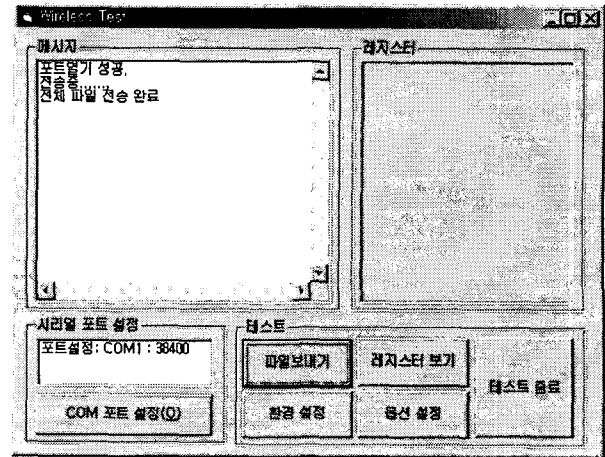 Wireless Test
메시지
포트열기 성공.
전송중......
전체 파일 전송 완료
레지스터
시리얼 포트 설정
포트설정: COM1 : 38400
COM 포트 설정(O)
테스트
파일보내기
레지스터 보기
환경 설정
옵션 설정
테스트 종료